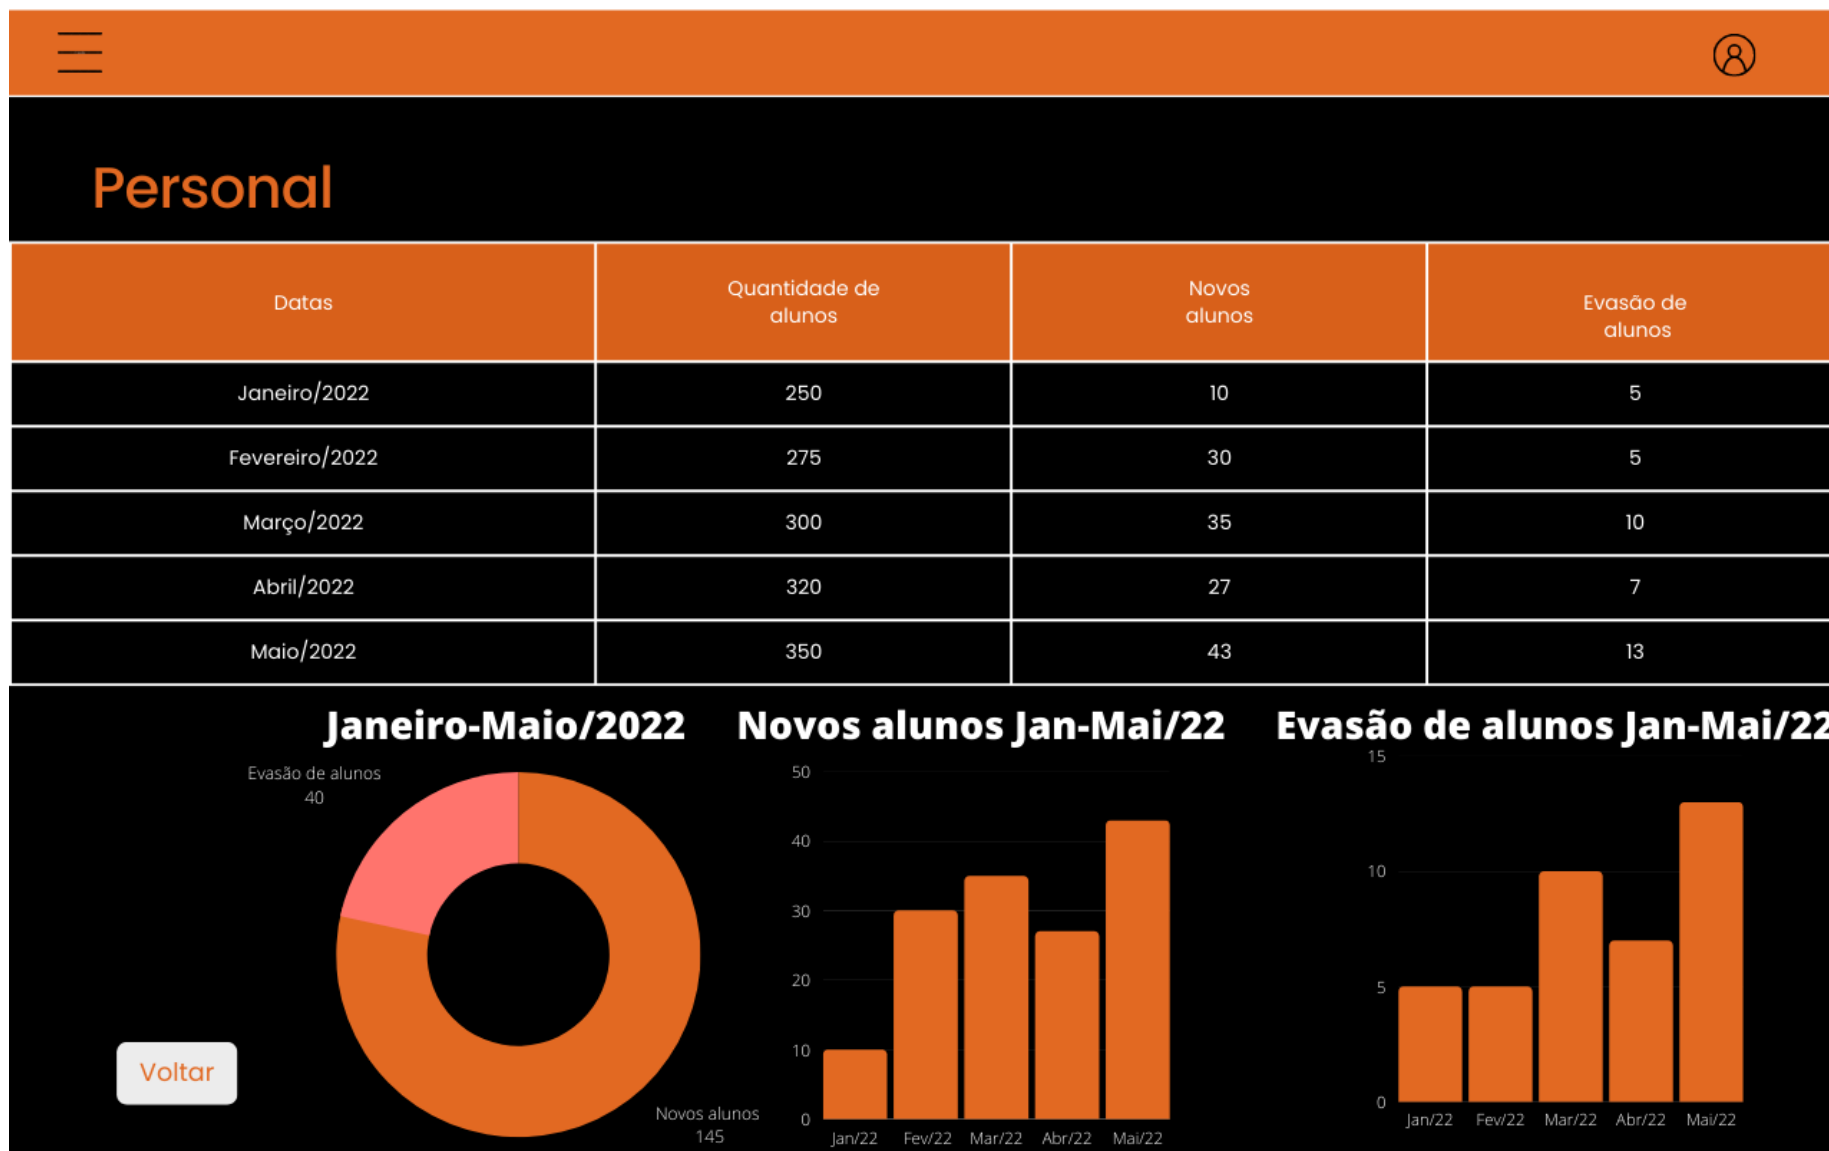 Personal
Datas
Quantidade de
alunos
Novos
alunos
Evasão de
alunos
Janeiro/2022 250 10 5
Fevereiro/2022 275 30 5
Março/2022 300 35 10
Abril/2022 320 27 7
Maio/2022 350 43 13
Janeiro-Maio/2022
Evasão de alunos
40
Novos alunos
145
Voltar
Novos alunos Jan-Mai/22
50
40
30
20
10
0
Jan/22 Fev/22 Mar/22 Abr/22 Mai/22
Evasão de alunos Jan-Mai/22
15
10
5
0
Jan/22 Fev/22 Mar/22 Abr/22 Mai/22